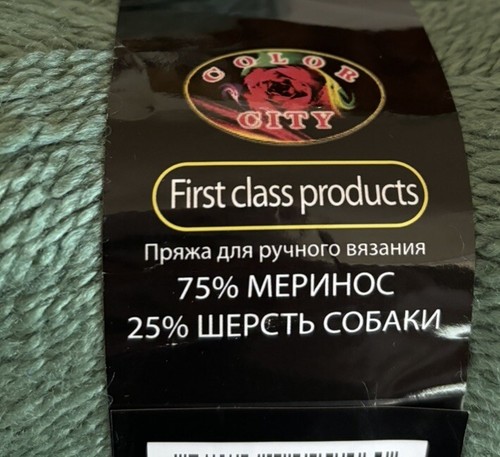 COLOR
CITY
First class products
Пряжа для ручного вязания
75% МЕРИНОС
25% ШЕРСТЬ СОБАКИ